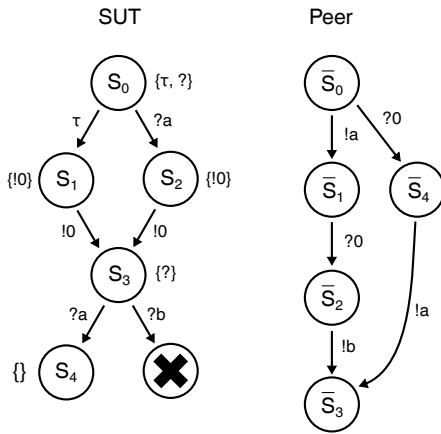 SUT
S0 {τ, ?}
τ ?a
{!0} S1 S2 {!0}
!0 !0
S3 {?}
?a ?b
{} S4
Peer
S̅0
!a ?0
S̅1 S̅4
?0
S̅2
!b !a
S̅3